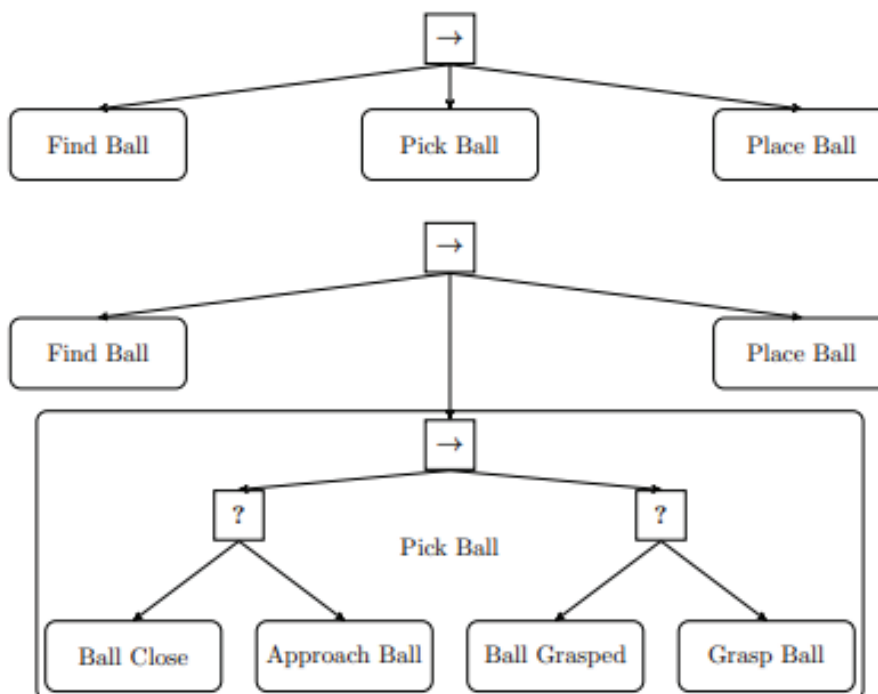 →
Find Ball Pick Ball Place Ball
→
Find Ball Place Ball
→
? ?
Pick Ball
Ball Close Approach Ball Ball Grasped Grasp Ball